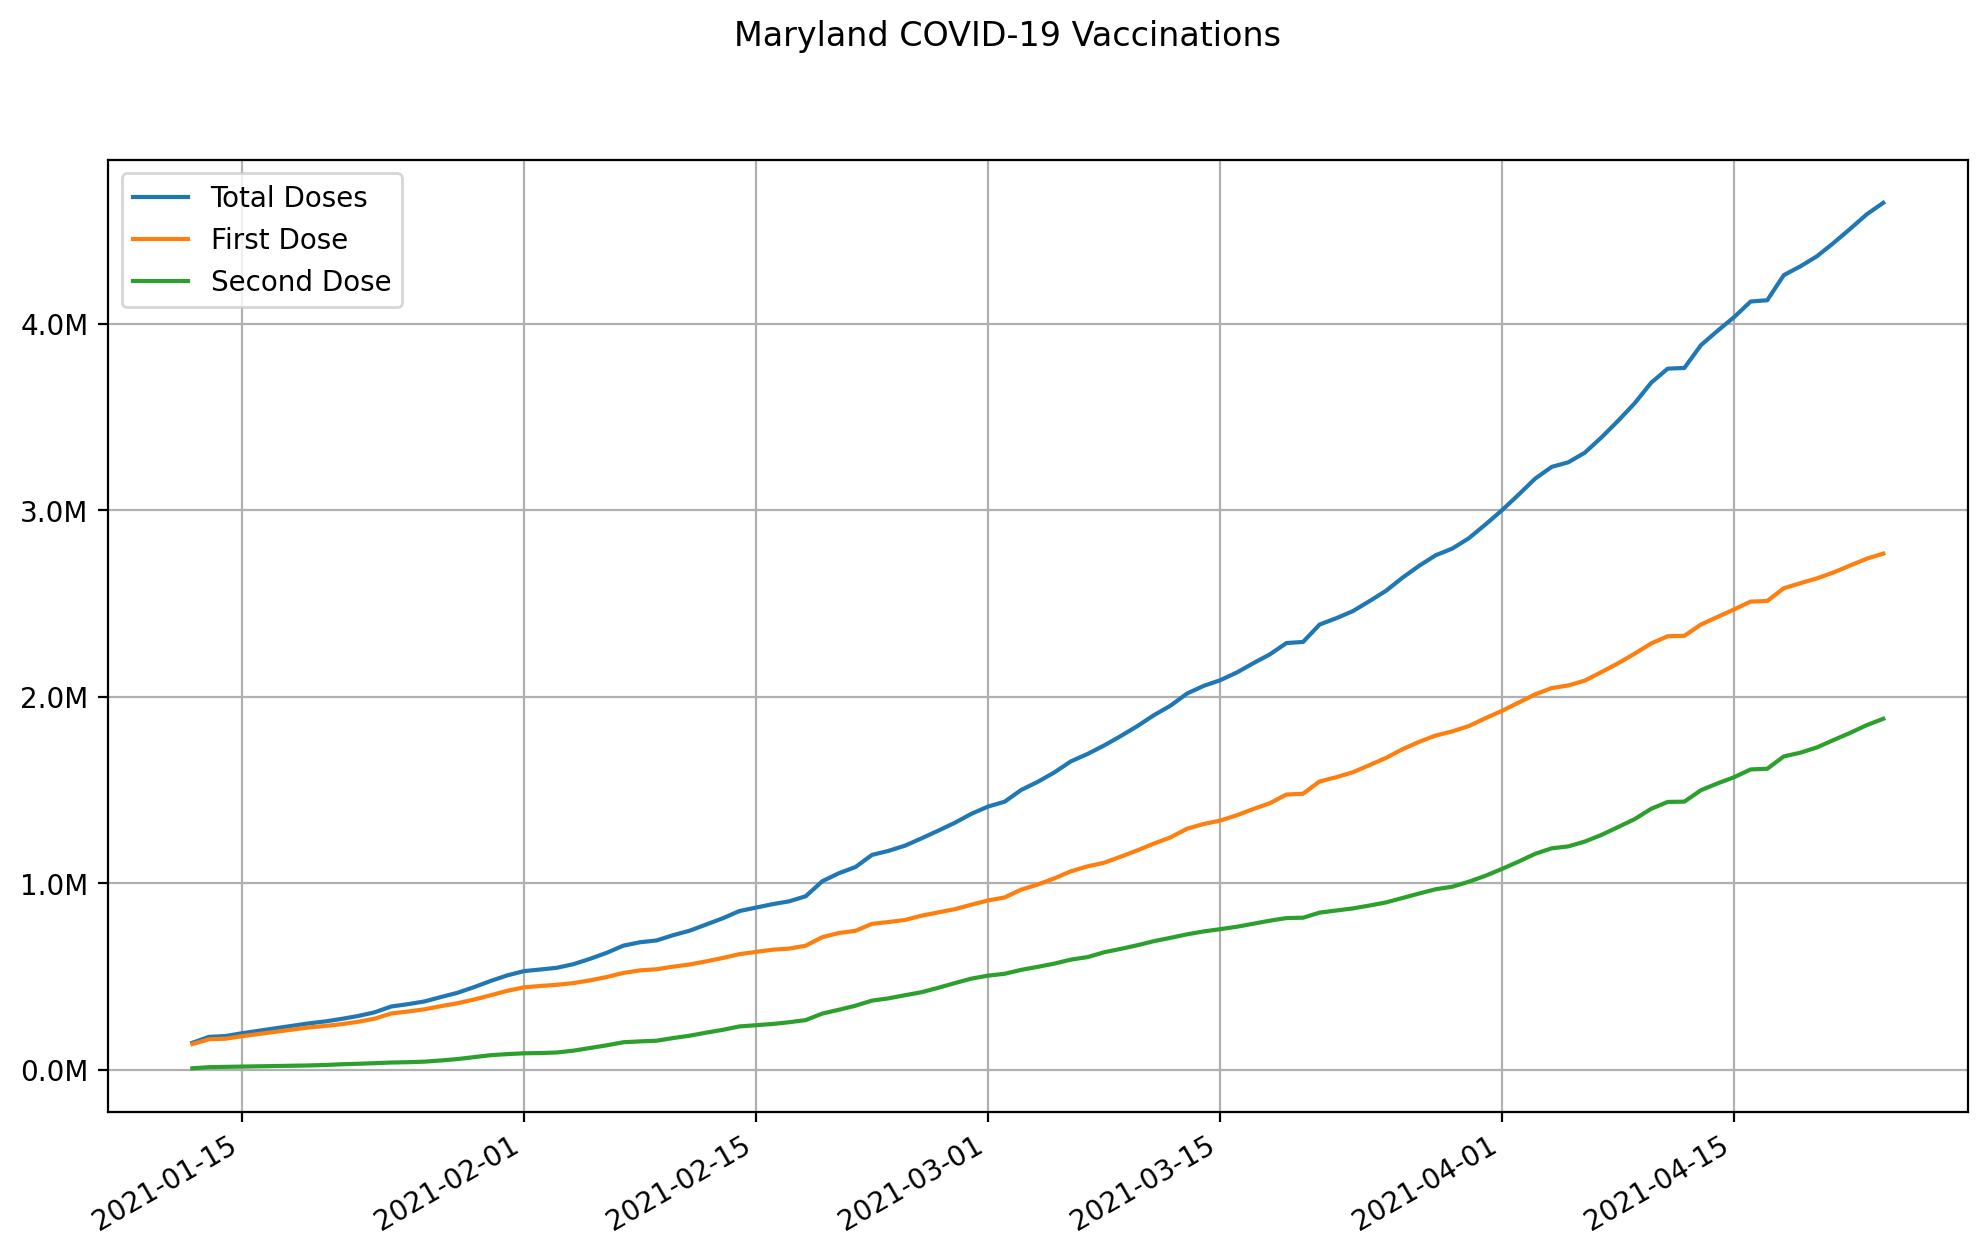 Maryland COVID-19 Vaccinations
Total Doses
First Dose
Second Dose
4.0M
3.0M
2.0M
1.0M
0.0M
2021-01-15
2021-02-01
2021-02-15
2021-03-01
2021-03-15
2021-04-01
2021-04-15